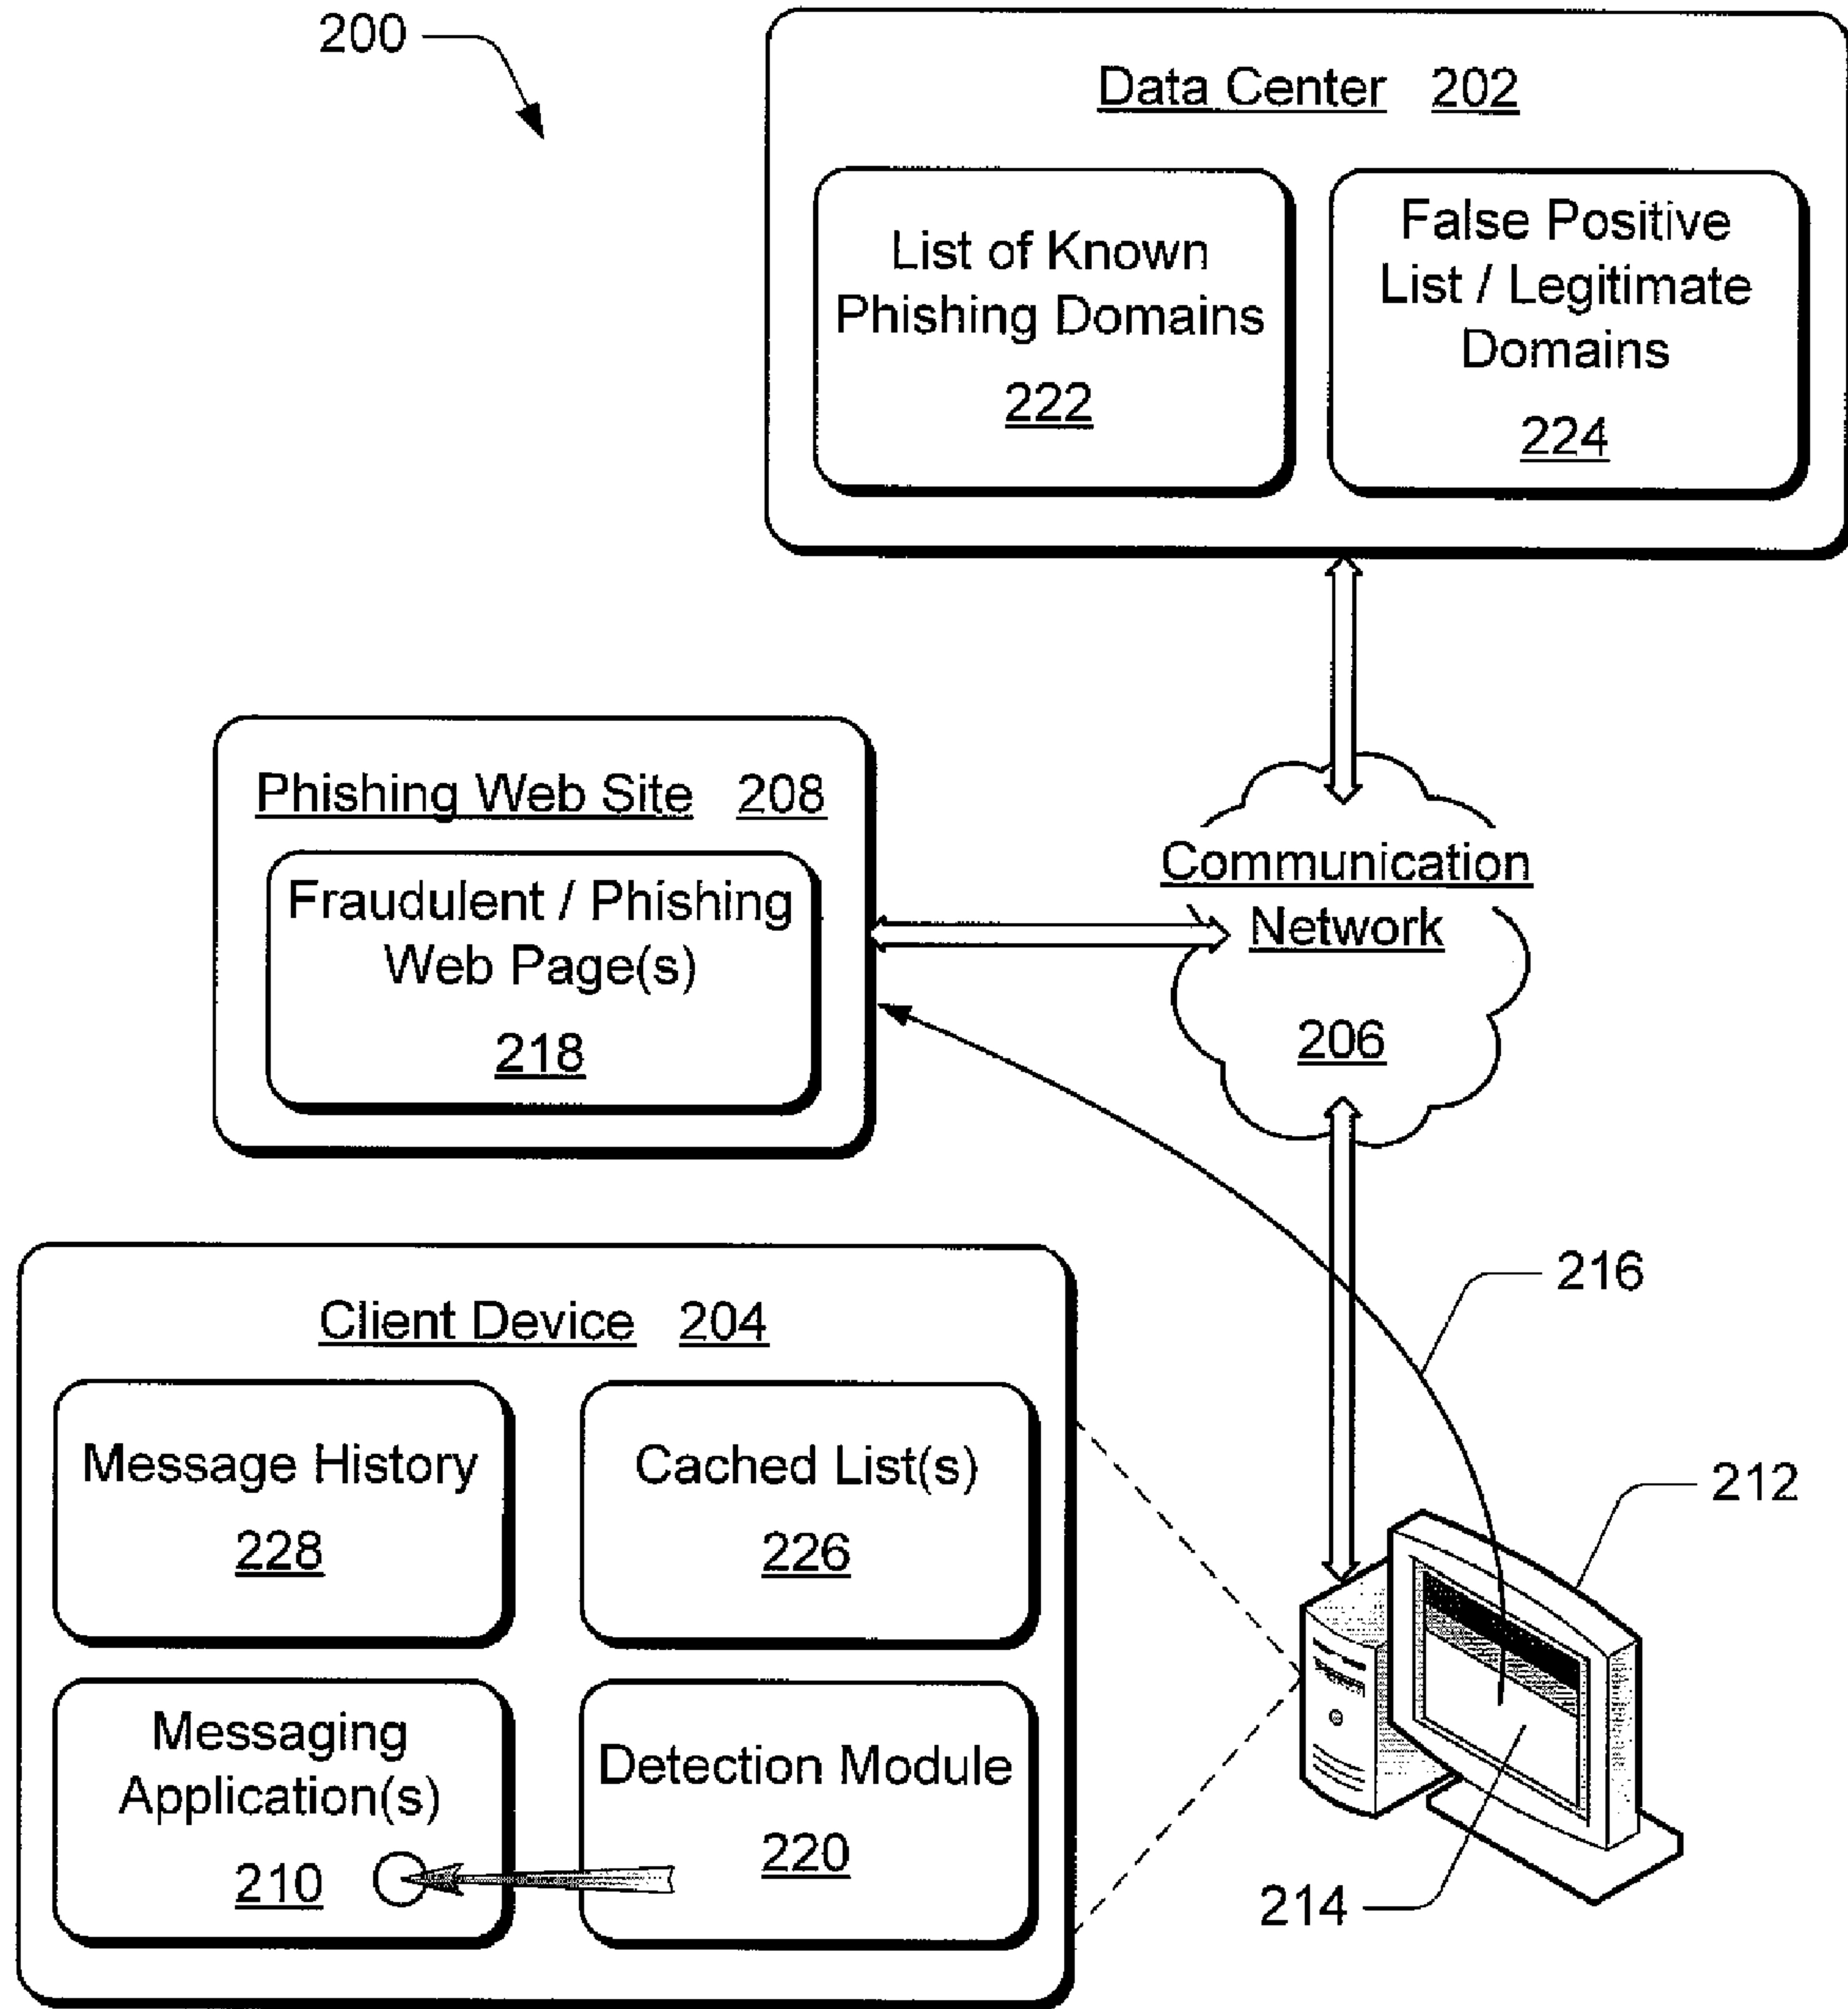 200
Data Center 202
List of Known
Phishing Domains
222
False Positive
List / Legitimate
Domains
224
Phishing Web Site 208
Fraudulent / Phishing
Web Page(s)
218
Communication
Network
206
216
Client Device 204
Message History
228
Cached List(s)
226
212
Messaging
Application(s)
210
Detection Module
220
214